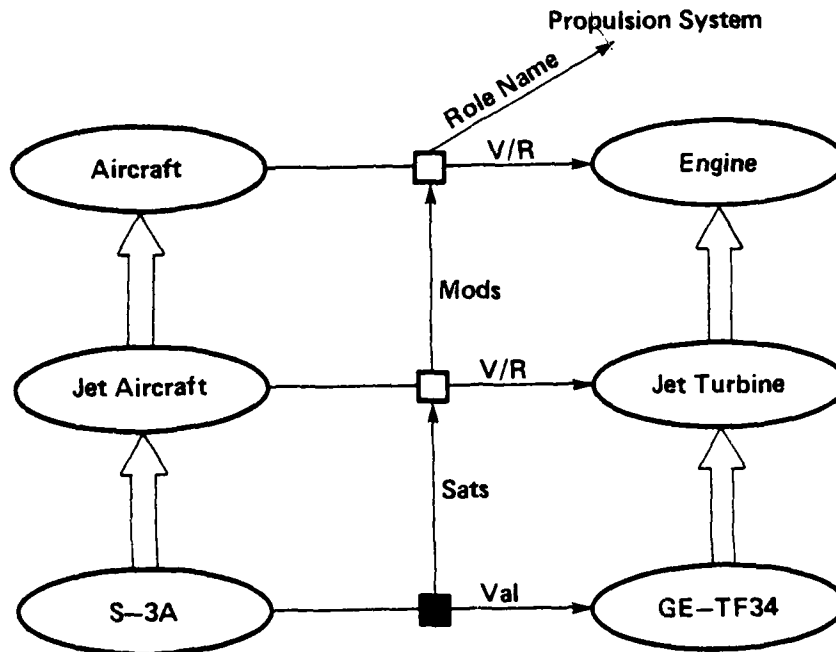 Propulsion System
Role Name
Aircraft
V/R
Engine
Mods
Jet Aircraft
V/R
Jet Turbine
Sats
S-3A
Val
GE-TF34